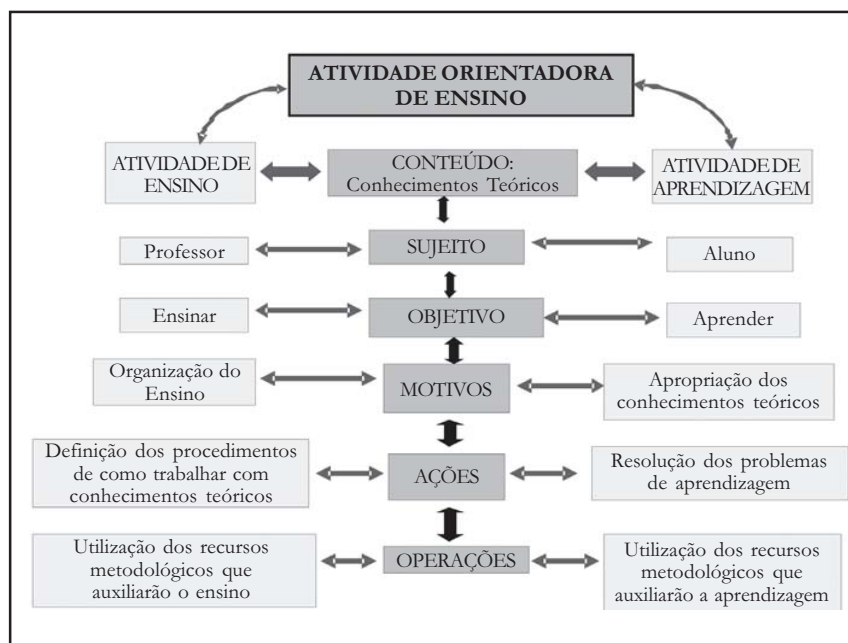 ATIVIDADE ORIENTADORA
DE ENSINO
ATIVIDADE DE
ENSINO
CONTEÚDO:
Conhecimentos Teóricos
ATIVIDADE DE
APRENDIZAGEM
Professor
SUJEITO
Aluno
Ensinar
OBJETIVO
Aprender
Organização do
Ensino
MOTIVOS
Apropriação dos
conhecimentos teóricos
Definição dos procedimentos
de como trabalhar com
conhecimentos teóricos
AÇÕES
Resolução dos problemas
de aprendizagem
Utilização dos recursos
metodológicos que
auxiliarão o ensino
OPERAÇÕES
Utilização dos recursos
metodológicos que
auxiliarão a aprendizagem